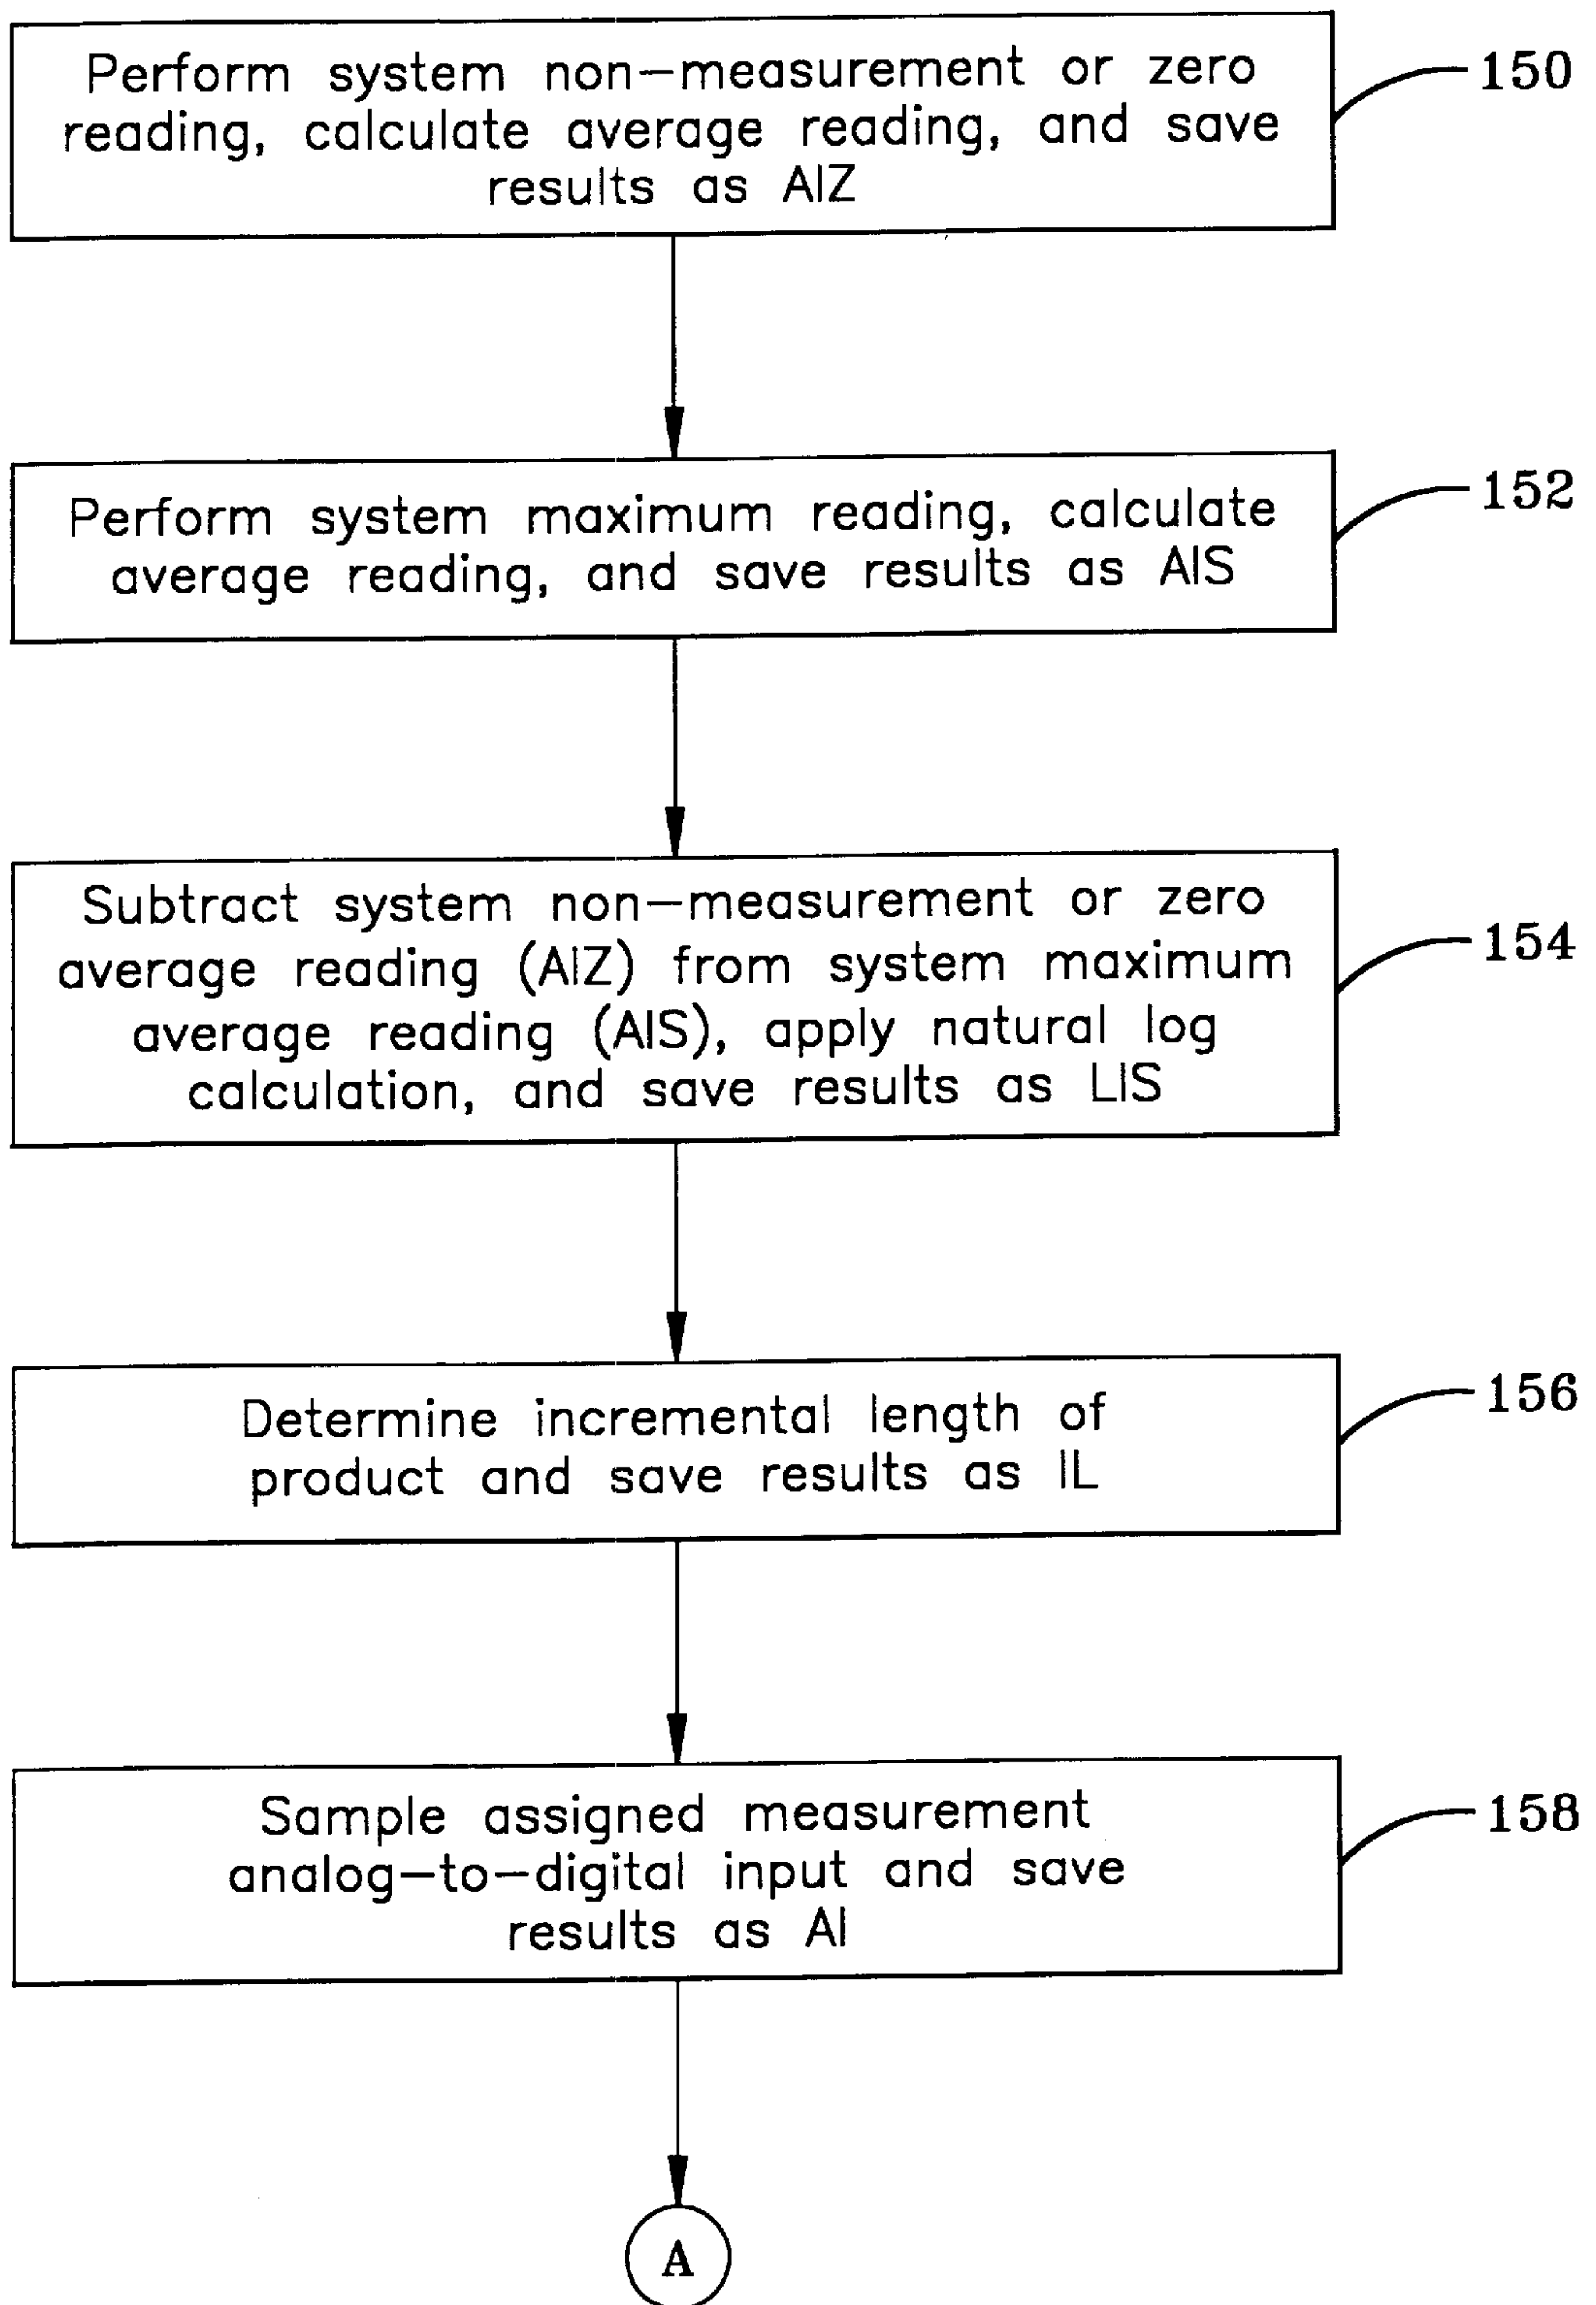 Perform system non-measurement or zero
reading, calculate average reading, and save
results as AIZ
150
Perform system maximum reading, calculate
average reading, and save results as AIS
152
Subtract system non-measurement or zero
average reading (AIZ) from system maximum
average reading (AIS), apply natural log
calculation, and save results as LIS
154
Determine incremental length of
product and save results as IL
156
Sample assigned measurement
analog-to-digital input and save
results as AI
158
A